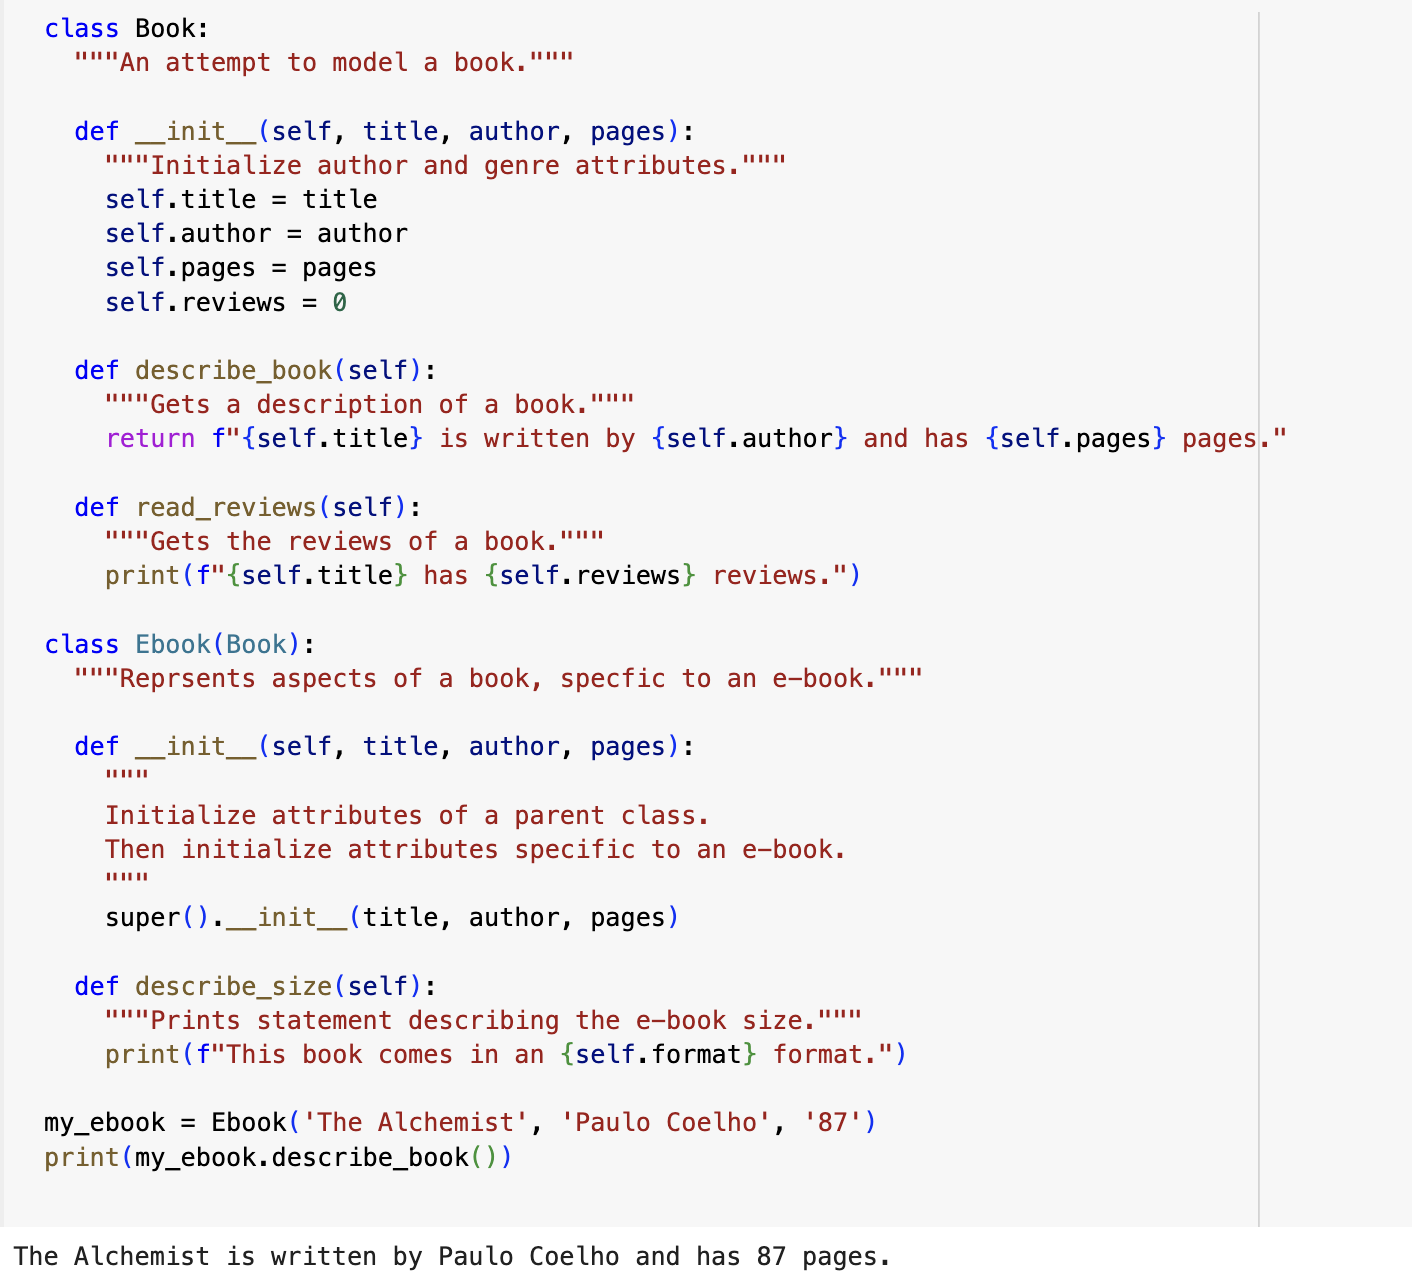 class Book:
  """An attempt to model a book."""

  def __init__(self, title, author, pages):
    """Initialize author and genre attributes."""
    self.title = title
    self.author = author
    self.pages = pages
    self.reviews = 0

  def describe_book(self):
    """Gets a description of a book."""
    return f"{self.title} is written by {self.author} and has {self.pages} pages."

  def read_reviews(self):
    """Gets the reviews of a book."""
    print(f"{self.title} has {self.reviews} reviews.")

class Ebook(Book):
  """Reprsents aspects of a book, specfic to an e-book."""

  def __init__(self, title, author, pages):
    """
    Initialize attributes of a parent class.
    Then initialize attributes specific to an e-book.
    """
    super().__init__(title, author, pages)

  def describe_size(self):
    """Prints statement describing the e-book size."""
    print(f"This book comes in an {self.format} format.")

my_ebook = Ebook('The Alchemist', 'Paulo Coelho', '87')
print(my_ebook.describe_book())

The Alchemist is written by Paulo Coelho and has 87 pages.